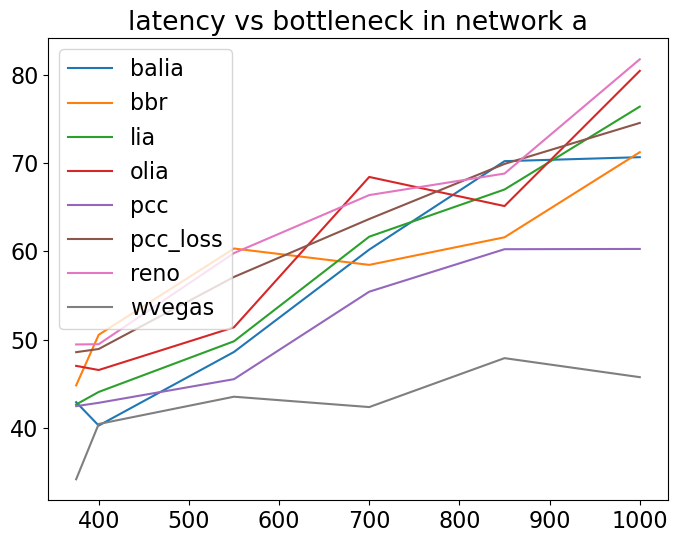 latency vs bottleneck in network a
balia
bbr
lia
olia
pcc
pcc_loss
reno
wvegas
80
70
60
50
40
400 500 600 700 800 900 1000